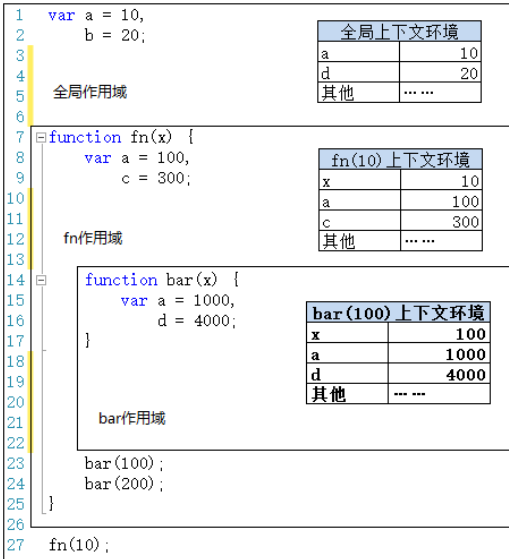 1 var a = 10,
2 b = 20;
全局上下文环境
3
a 10
4
d 20
5 全局作用域
其他 ……
6
7 function fn(x) {
8 var a = 100,
fn(10)上下文环境
9 c = 300;
x 10
10
a 100
11
c 300
12 fn作用域
其他 ……
13
14 function bar(x) {
15 var a = 1000,
bar(100)上下文环境
16 d = 4000;
x 100
17 }
a 1000
18
d 4000
19
其他 ……
20
21 bar作用域
22
23 bar(100);
24 bar(200);
25 }
26
27 fn(10);